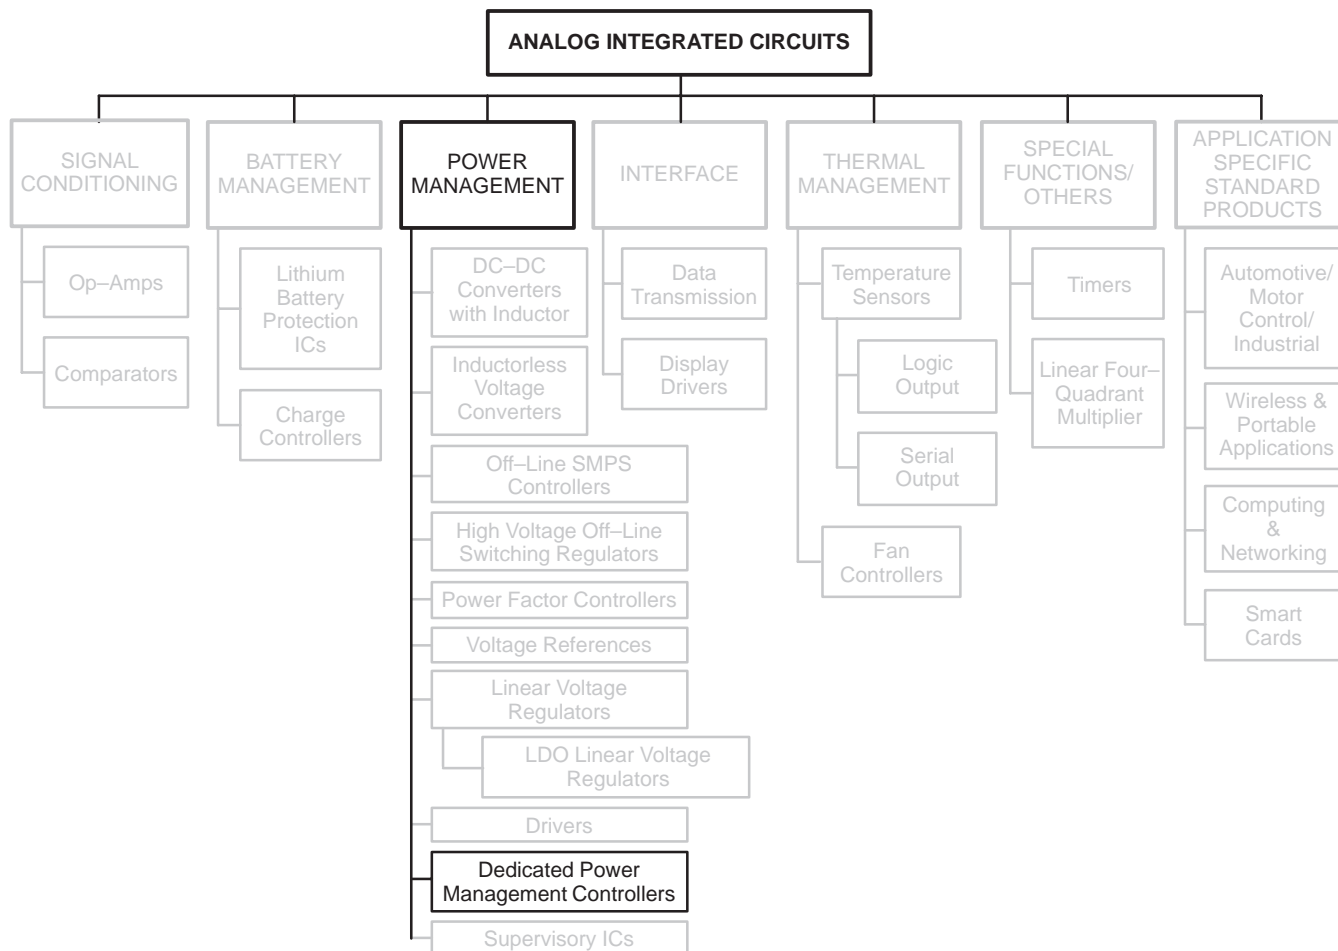 ANALOG INTEGRATED CIRCUITS
SIGNAL
CONDITIONING
BATTERY
MANAGEMENT
POWER
MANAGEMENT
INTERFACE
THERMAL
MANAGEMENT
SPECIAL
FUNCTIONS/
OTHERS
APPLICATION
SPECIFIC
STANDARD
PRODUCTS
Op–Amps
Comparators
Lithium
Battery
Protection
ICs
Charge
Controllers
DC–DC
Converters
with Inductor
Inductorless
Voltage
Converters
Off–Line SMPS
Controllers
High Voltage Off–Line
Switching Regulators
Power Factor Controllers
Voltage References
Linear Voltage
Regulators
LDO Linear Voltage
Regulators
Drivers
Dedicated Power
Management Controllers
Supervisory ICs
Data
Transmission
Display
Drivers
Temperature
Sensors
Logic
Output
Serial
Output
Fan
Controllers
Timers
Linear Four–
Quadrant
Multiplier
Automotive/
Motor
Control/
Industrial
Wireless &
Portable
Applications
Computing
&
Networking
Smart
Cards